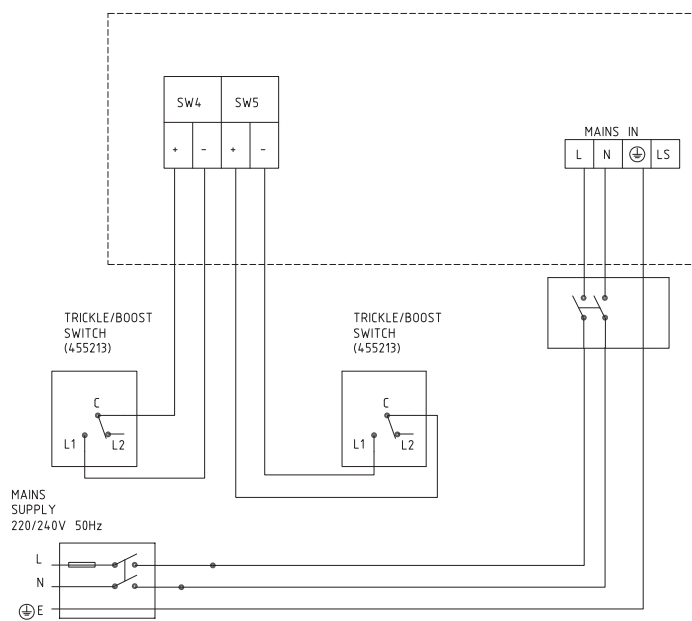 SW4 SW5
+ - + -
MAINS IN
L N LS
TRICKLE/BOOST
SWITCH
(455213)
C
L1 L2
TRICKLE/BOOST
SWITCH
(455213)
C
L1 L2
MAINS
SUPPLY
220/240V 50Hz
L
N
E